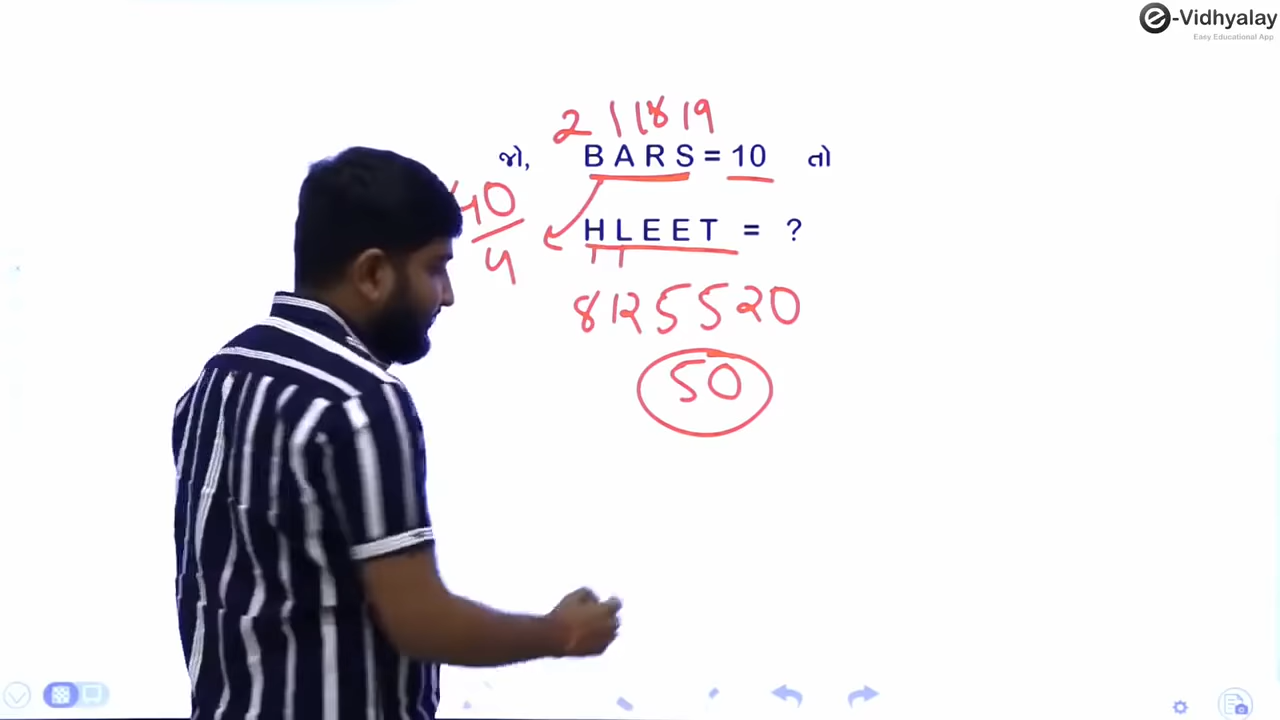 e-Vidhyalay
Easy Educational App
2 1 18 19
જો, BARS = 10 તો
40
4
HLEET = ?
8 12 5 5 20
50